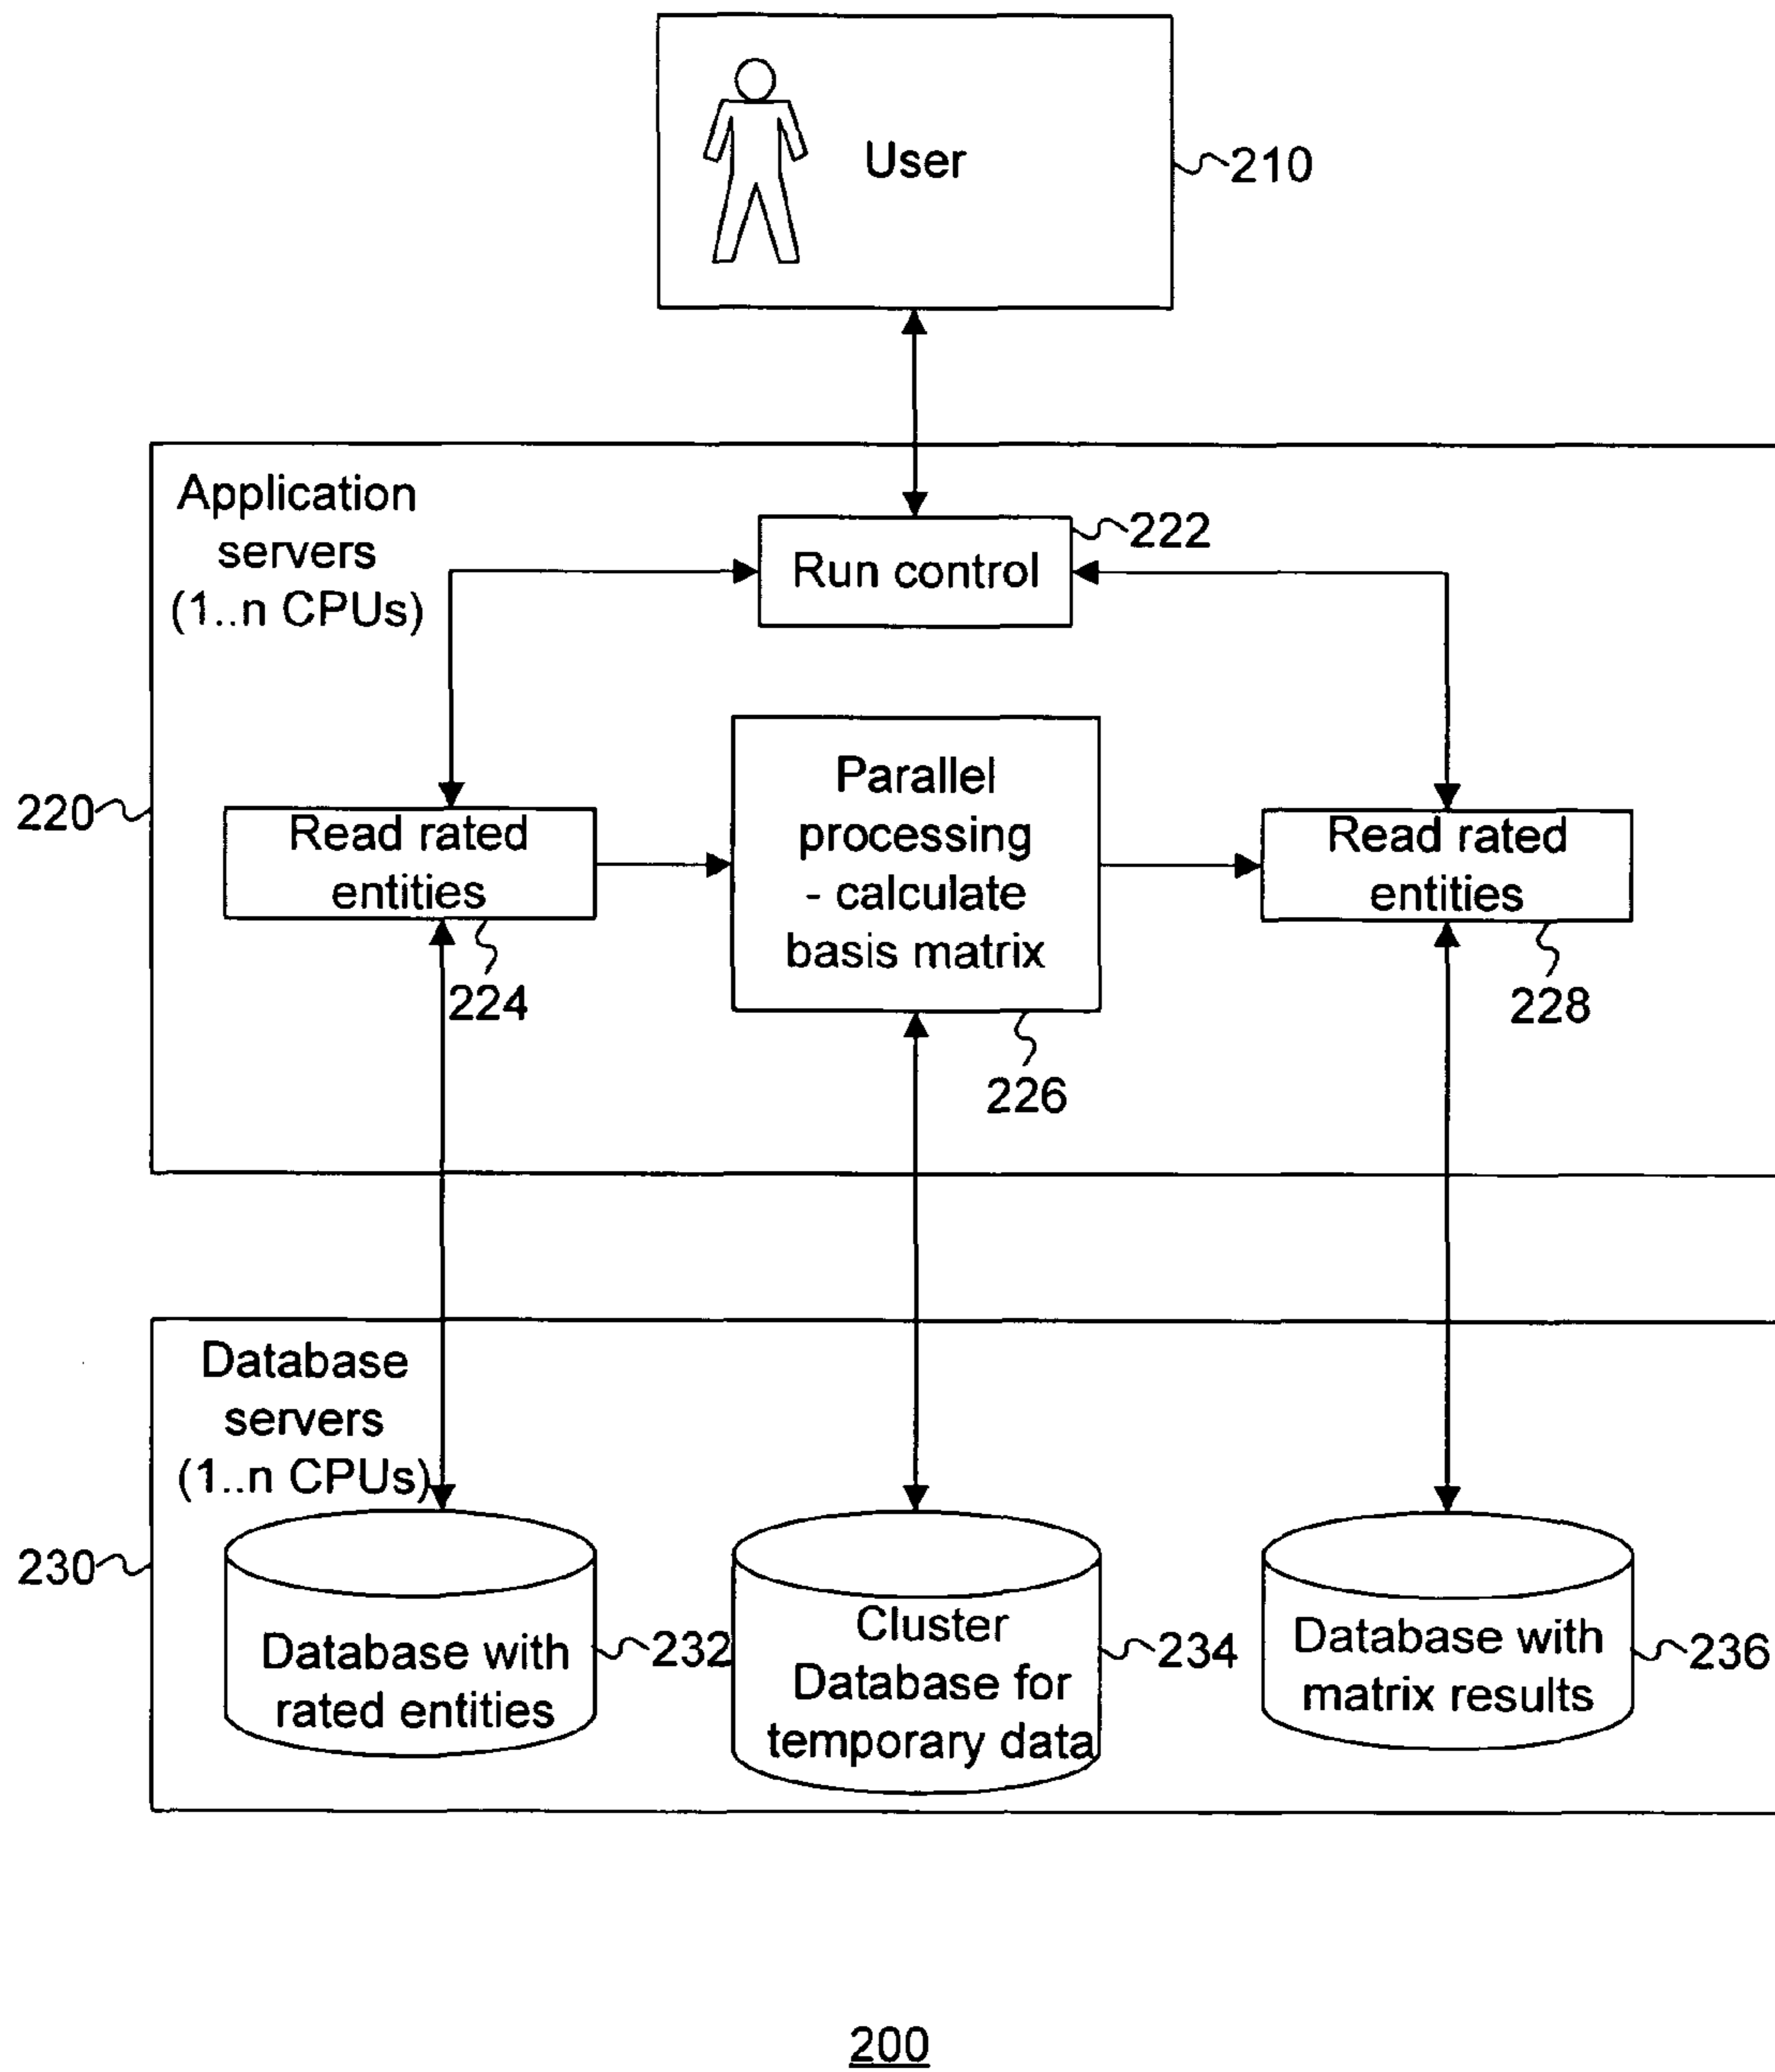 User
210
Application
servers
(1..n CPUs)
222
Run control
220
Read rated
entities
224
Parallel
processing
- calculate
basis matrix
226
Read rated
entities
228
Database
servers
(1..n CPUs)
230
Database with
rated entities
232
Cluster
Database for
temporary data
234
Database with
matrix results
236
200